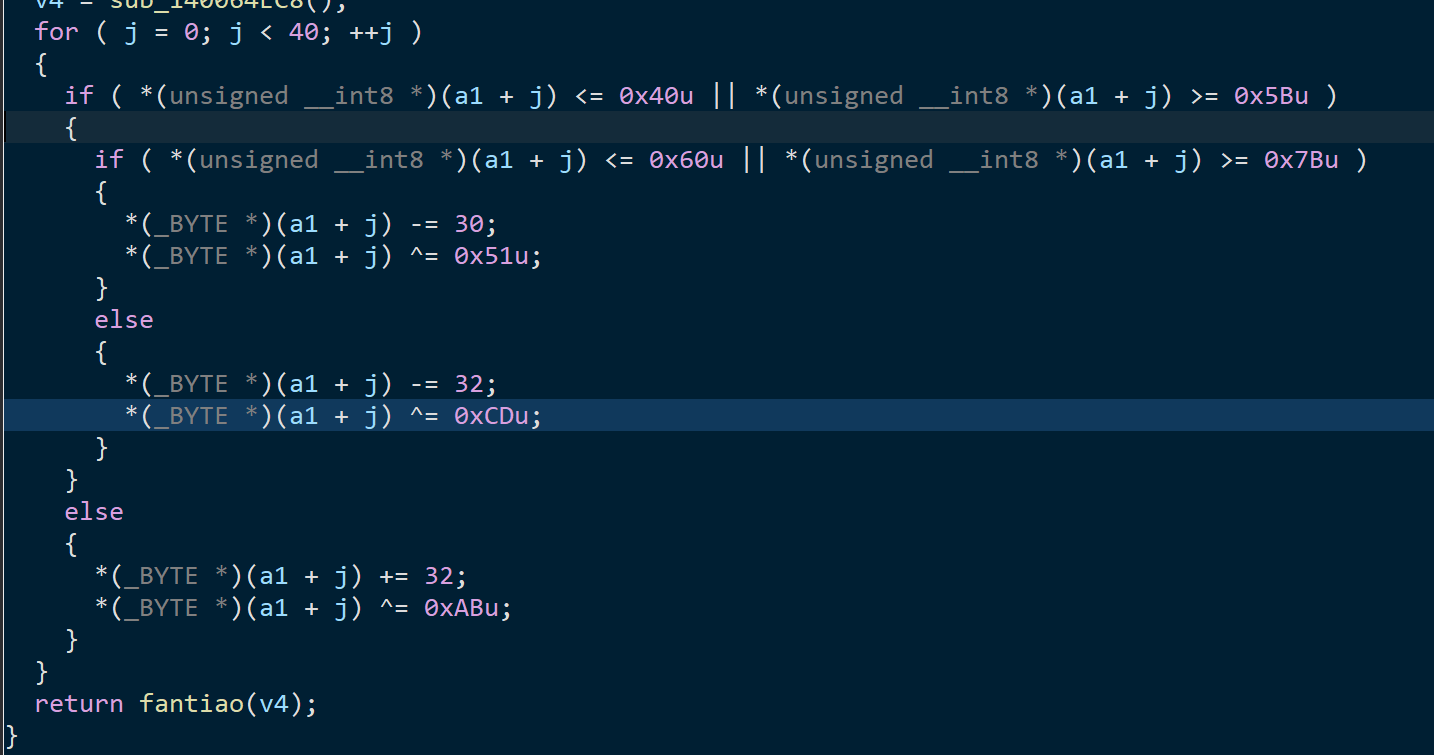 v4 = sub_140064EC8();
for ( j = 0; j < 40; ++j )
{
if ( *(unsigned __int8 *)(a1 + j) <= 0x40u || *(unsigned __int8 *)(a1 + j) >= 0x5Bu )
{
if ( *(unsigned __int8 *)(a1 + j) <= 0x60u || *(unsigned __int8 *)(a1 + j) >= 0x7Bu )
{
*(_BYTE *)(a1 + j) -= 30;
*(_BYTE *)(a1 + j) ^= 0x51u;
}
else
{
*(_BYTE *)(a1 + j) -= 32;
*(_BYTE *)(a1 + j) ^= 0xCDu;
}
}
else
{
*(_BYTE *)(a1 + j) += 32;
*(_BYTE *)(a1 + j) ^= 0xABu;
}
}
return fantiao(v4);
}